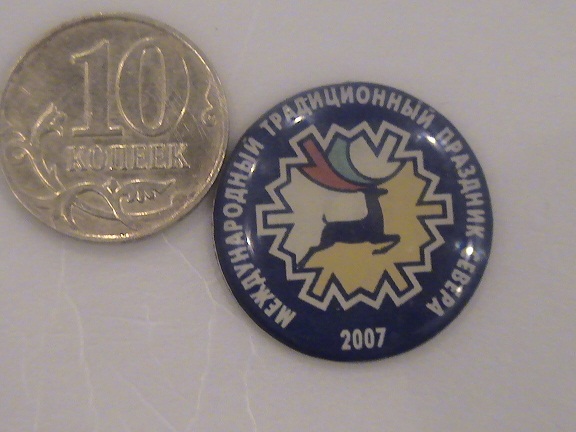 10
КОПЕЕК
МЕЖДУНАРОДНЫЙ ТРАДИЦИОННЫЙ ПРАЗДНИК СЕВЕРА
2007